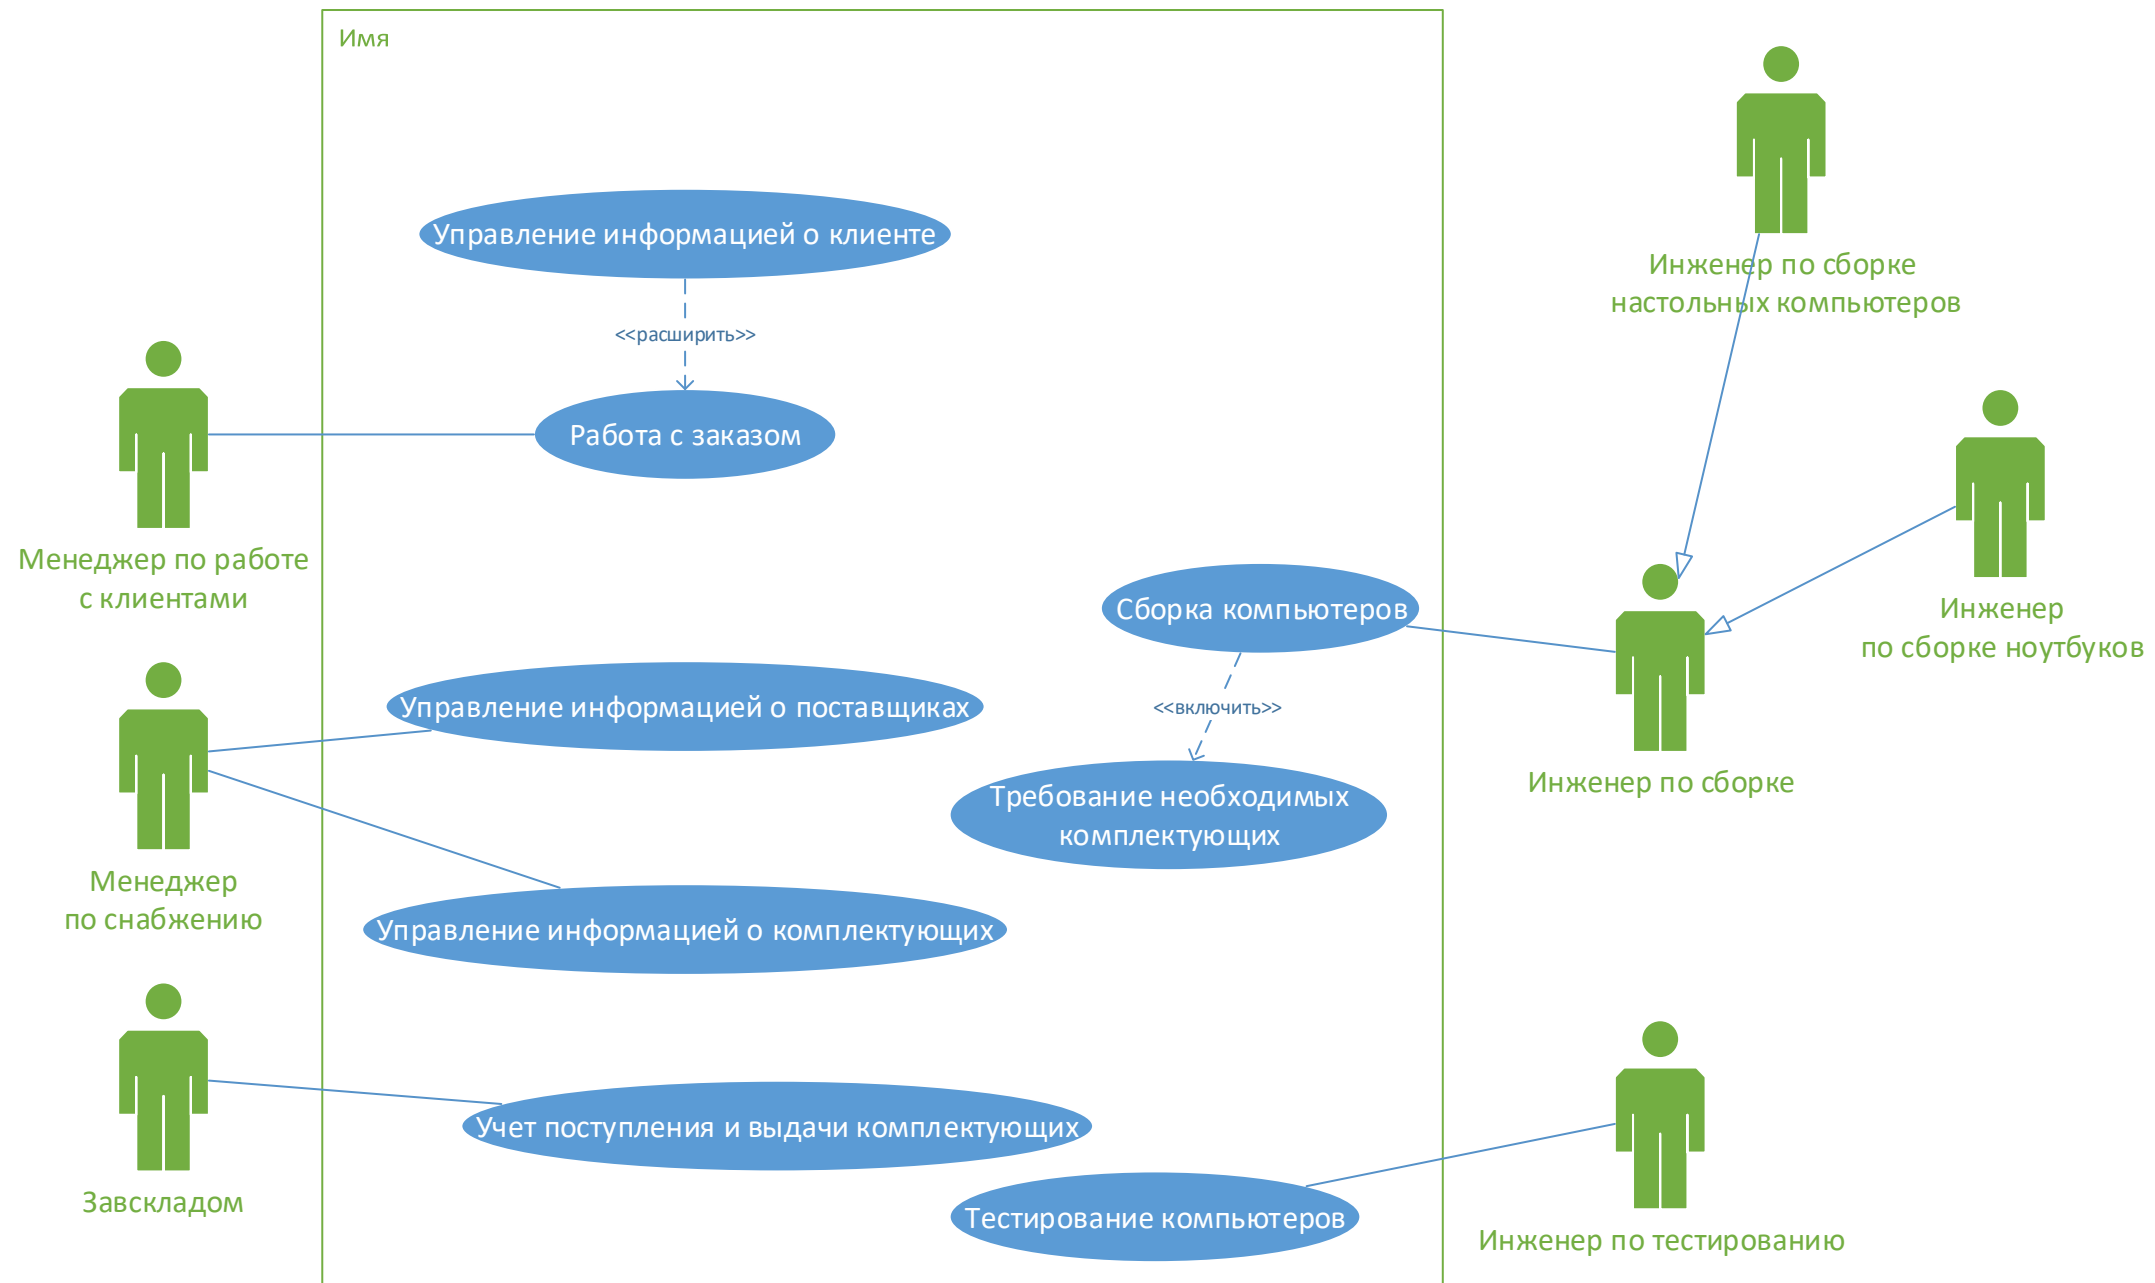 Имя
Управление информацией о клиенте
<<расширить>>
Работа с заказом
Менеджер по работе
с клиентами
Инженер по сборке
настольных компьютеров
Инженер
по сборке ноутбуков
Сборка компьютеров
<<включить>>
Требование необходимых
комплектующих
Инженер по сборке
Управление информацией о поставщиках
Менеджер
по снабжению
Управление информацией о комплектующих
Учет поступления и выдачи комплектующих
Завскладом
Тестирование компьютеров
Инженер по тестированию